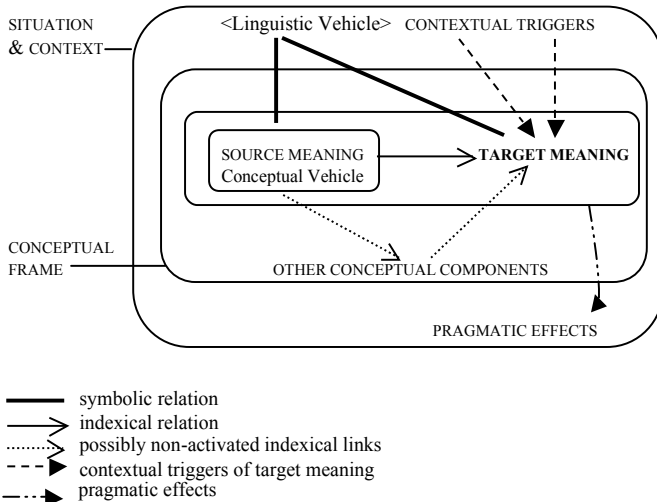 SITUATION
& CONTEXT
<Linguistic Vehicle>
CONTEXTUAL TRIGGERS
SOURCE MEANING
Conceptual Vehicle
TARGET MEANING
CONCEPTUAL
FRAME
OTHER CONCEPTUAL COMPONENTS
PRAGMATIC EFFECTS
symbolic relation
indexical relation
possibly non-activated indexical links
contextual triggers of target meaning
pragmatic effects